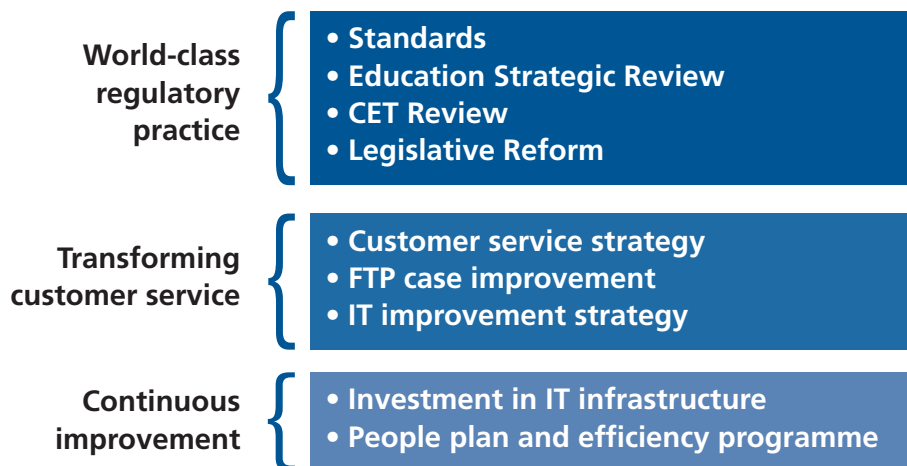 World-class
regulatory
practice
• Standards
• Education Strategic Review
• CET Review
• Legislative Reform
Transforming
customer service
• Customer service strategy
• FTP case improvement
• IT improvement strategy
Continuous
improvement
• Investment in IT infrastructure
• People plan and efficiency programme